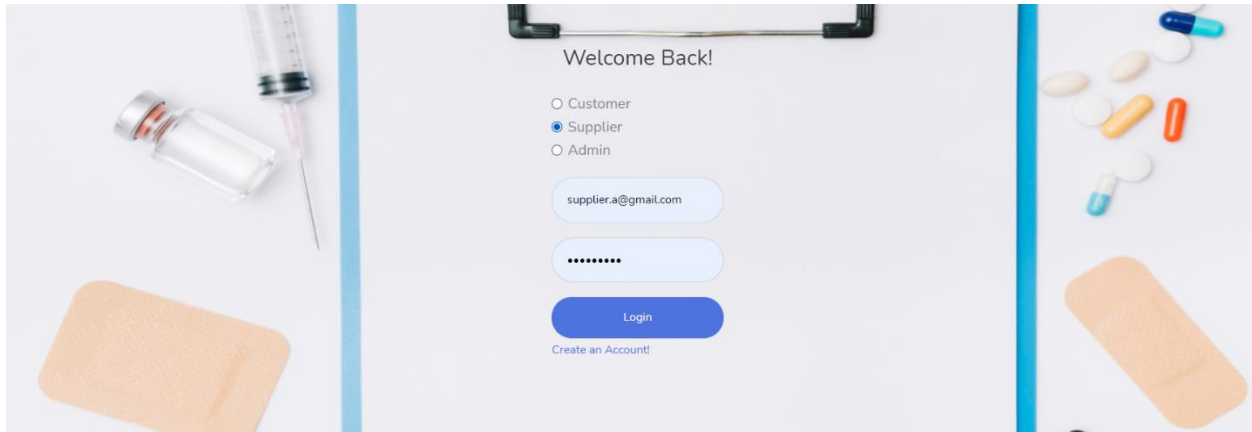 Welcome Back!
Customer
Supplier
Admin
supplier.a@gmail.com
•••••••••
Login
Create an Account!